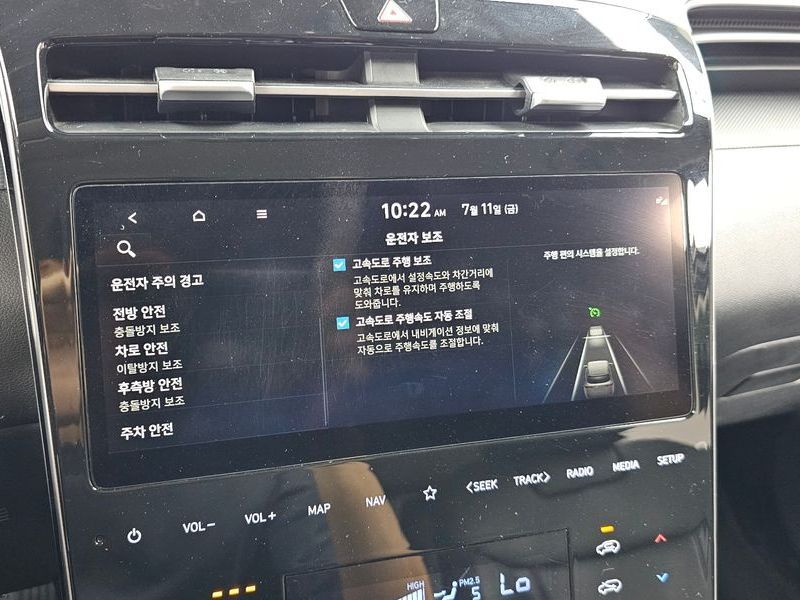 10:22 AM 7월 11일 (금)
운전자 보조
운전자 주의 경고
전방 안전
충돌방지 보조
차로 안전
이탈방지 보조
후측방 안전
충돌방지 보조
주차 안전
고속도로 주행 보조
고속도로에서 설정속도와 차간거리에
맞춰 차로를 유지하며 주행하도록
도와줍니다.
고속도로 주행속도 자동 조절
고속도로에서 내비게이션 정보에 맞춰
자동으로 주행속도를 조절합니다.
주행 편의 시스템을 설정합니다.
VOL− VOL+ MAP NAV SEEK TRACK RADIO MEDIA SETUP
HIGH PM2.5 5 Lo